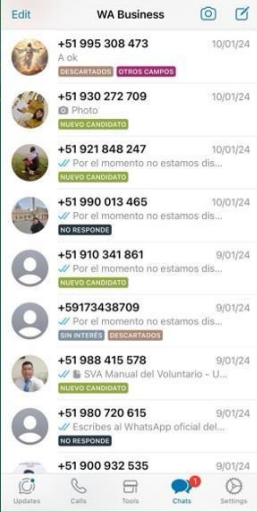 Edit WA Business
+51 995 308 473 10/01/24
A ok
DESCARTADOS OTROS CAMPOS
+51 930 272 709 10/01/24
Photo
NUEVO CANDIDATO
+51 921 848 247 10/01/24
Por el momento no estamos dis...
NUEVO CANDIDATO
+51 990 013 465 10/01/24
Por el momento no estamos dis...
NO RESPONDE
+51 910 341 861 9/01/24
Por el momento no estamos dis...
NUEVO CANDIDATO
+59173438709 9/01/24
Por el momento no estamos dis...
SIN INTERÉS DESCARTADOS
+51 988 415 578 9/01/24
SVA Manual del Voluntario - U...
NUEVO CANDIDATO
+51 980 720 615 9/01/24
Escribes al WhatsApp oficial del...
NO RESPONDE
+51 900 932 535 9/01/24
1
Updates Calls Tools Chats Settings